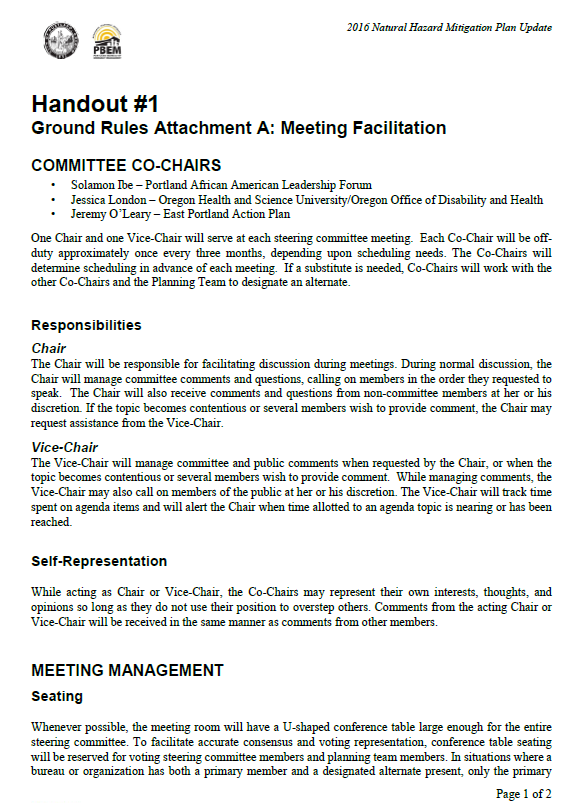 2016 Natural Hazard Mitigation Plan Update
PBEM
Handout #1
Ground Rules Attachment A: Meeting Facilitation
COMMITTEE CO-CHAIRS
• Solamon Ibe – Portland African American Leadership Forum
• Jessica London – Oregon Health and Science University/Oregon Office of Disability and Health
• Jeremy O’Leary – East Portland Action Plan
One Chair and one Vice-Chair will serve at each steering committee meeting. Each Co-Chair will be off-
duty approximately once every three months, depending upon scheduling needs. The Co-Chairs will
determine scheduling in advance of each meeting. If a substitute is needed, Co-Chairs will work with the
other Co-Chairs and the Planning Team to designate an alternate.
Responsibilities
Chair
The Chair will be responsible for facilitating discussion during meetings. During normal discussion, the
Chair will manage committee comments and questions, calling on members in the order they requested to
speak. The Chair will also receive comments and questions from non-committee members at her or his
discretion. If the topic becomes contentious or several members wish to provide comment, the Chair may
request assistance from the Vice-Chair.
Vice-Chair
The Vice-Chair will manage committee and public comments when requested by the Chair, or when the
topic becomes contentious or several members wish to provide comment. While managing comments, the
Vice-Chair may also call on members of the public at her or his discretion. The Vice-Chair will track time
spent on agenda items and will alert the Chair when time allotted to an agenda topic is nearing or has been
reached.
Self-Representation
While acting as Chair or Vice-Chair, the Co-Chairs may represent their own interests, thoughts, and
opinions so long as they do not use their position to overstep others. Comments from the acting Chair or
Vice-Chair will be received in the same manner as comments from other members.
MEETING MANAGEMENT
Seating
Whenever possible, the meeting room will have a U-shaped conference table large enough for the entire
steering committee. To facilitate accurate consensus and voting representation, conference table seating
will be reserved for voting steering committee members and planning team members. In situations where a
bureau or organization has both a primary member and a designated alternate present, only the primary
Page 1 of 2